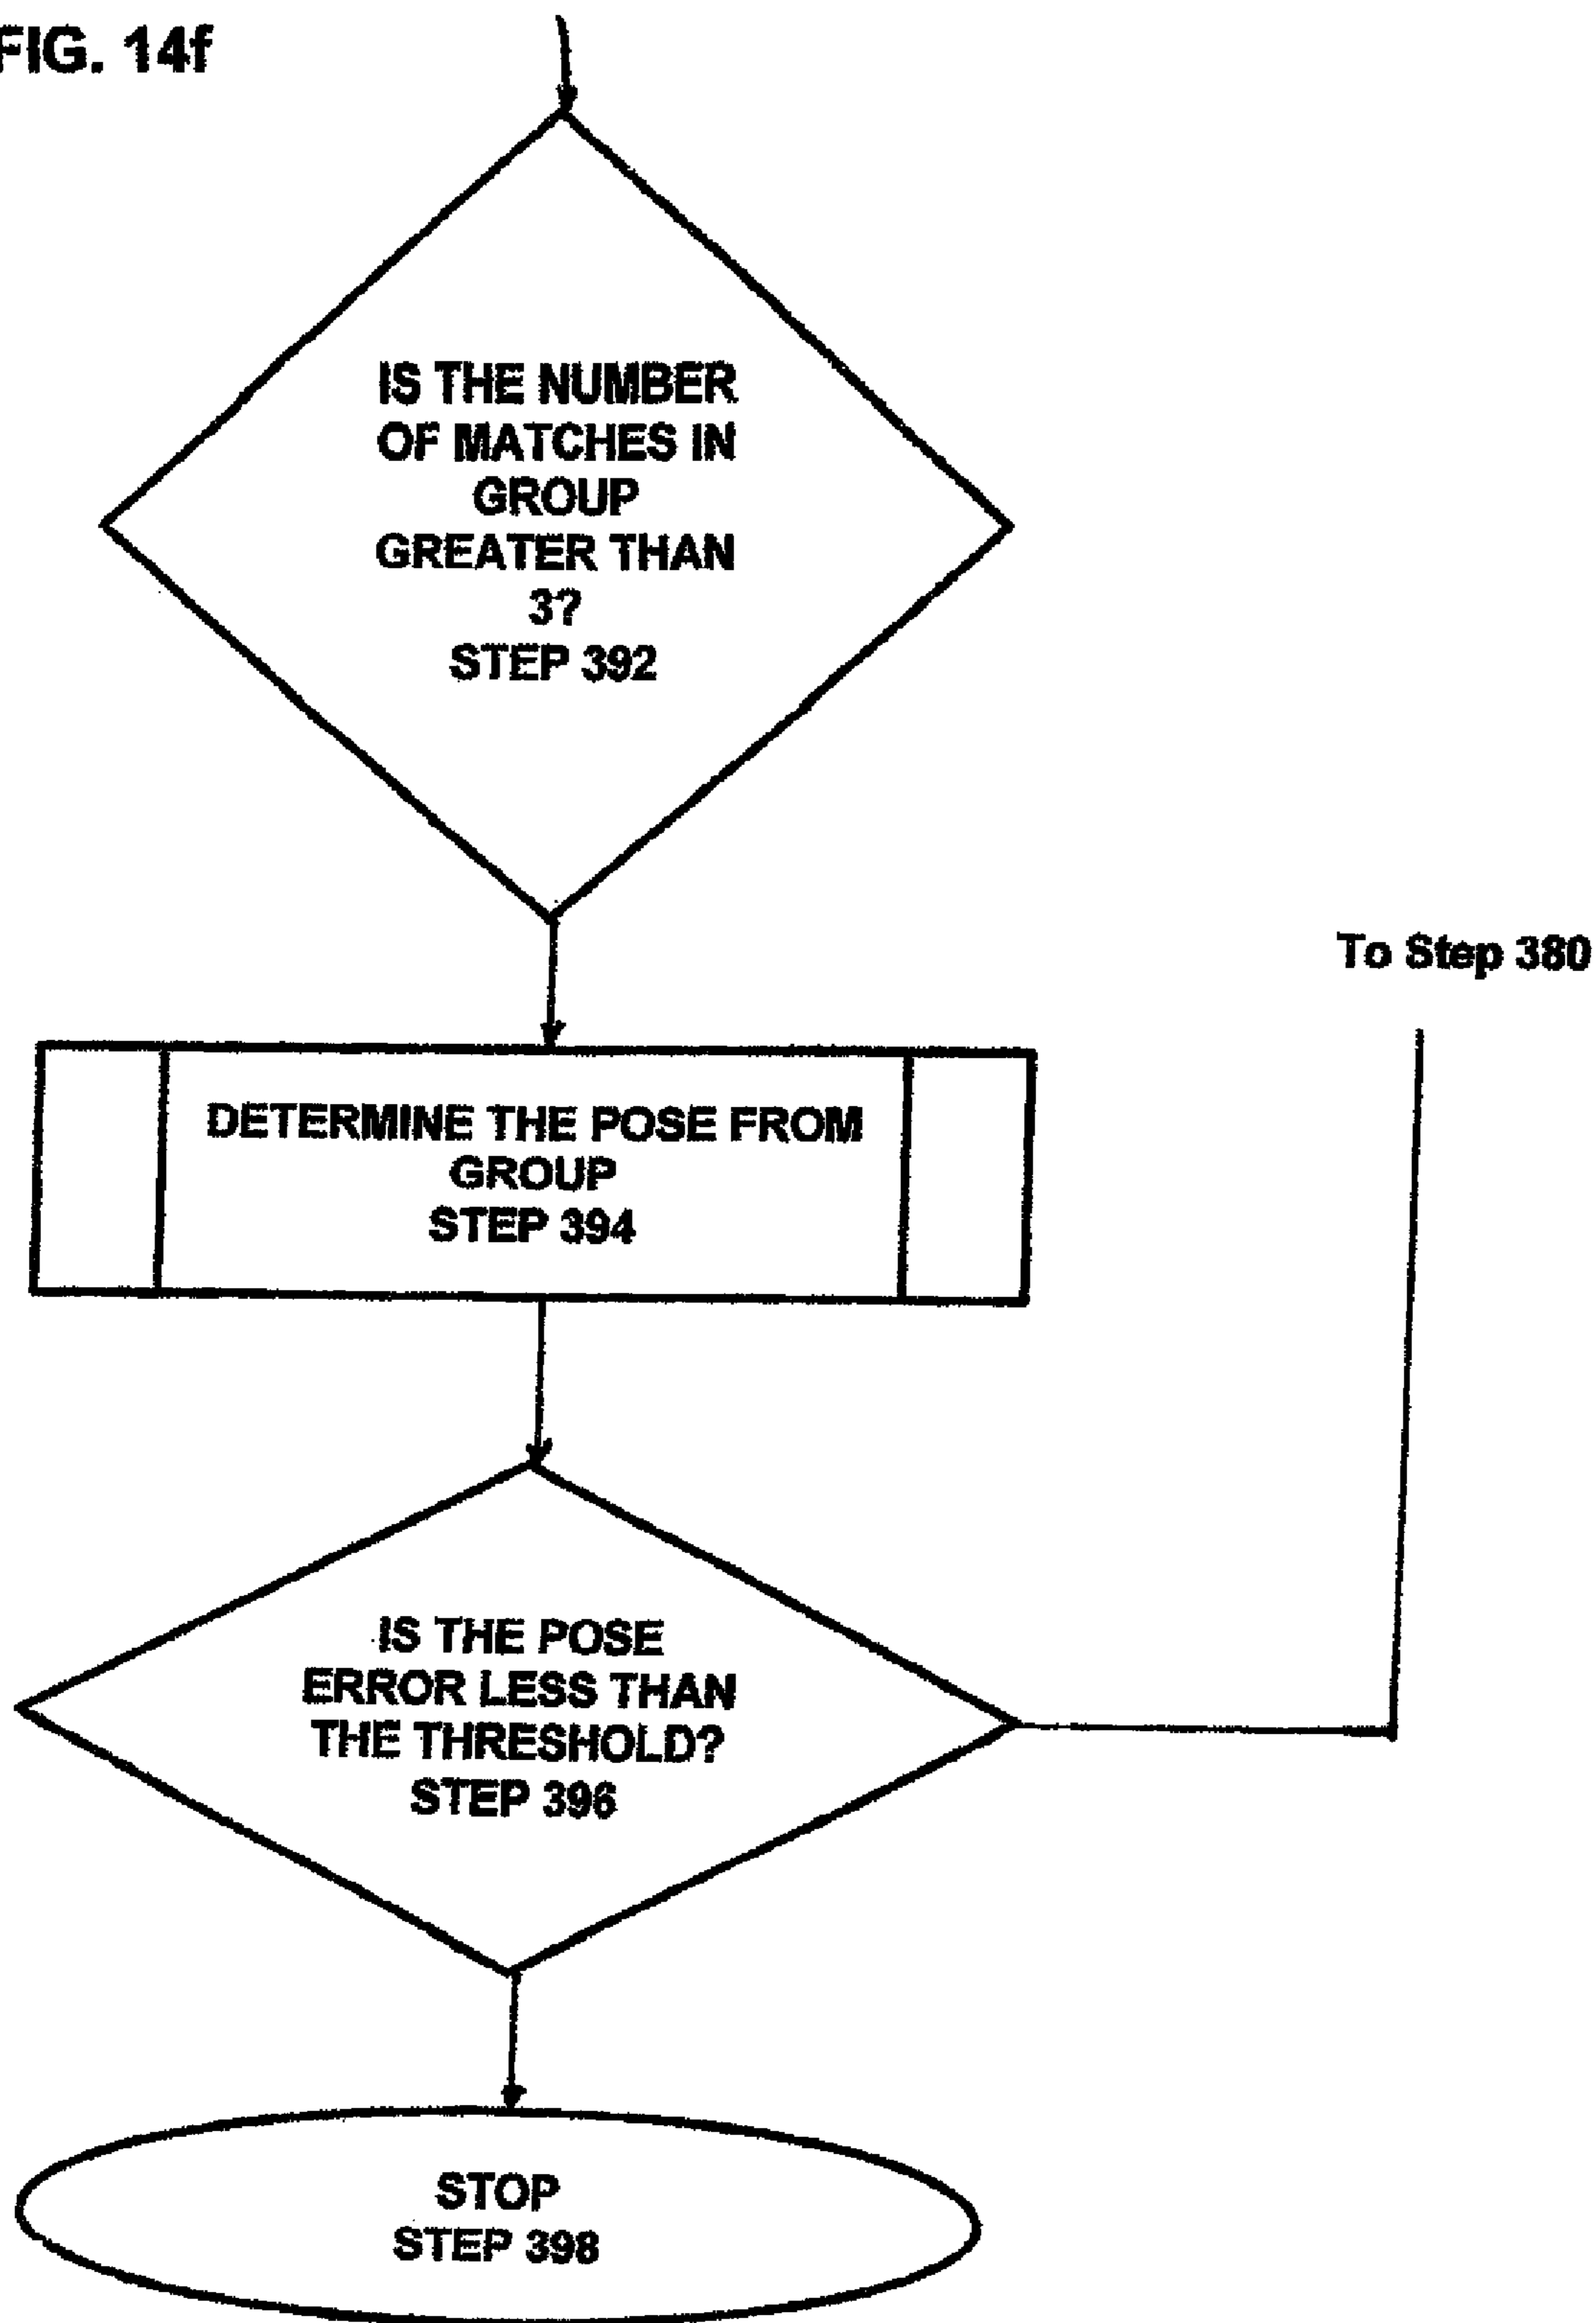 FIG. 14f
IS THE NUMBER
OF MATCHES IN
GROUP
GREATER THAN
3?
STEP 392
To Step 380
DETERMINE THE POSE FROM
GROUP
STEP 394
IS THE POSE
ERROR LESS THAN
THE THRESHOLD?
STEP 396
STOP
STEP 398